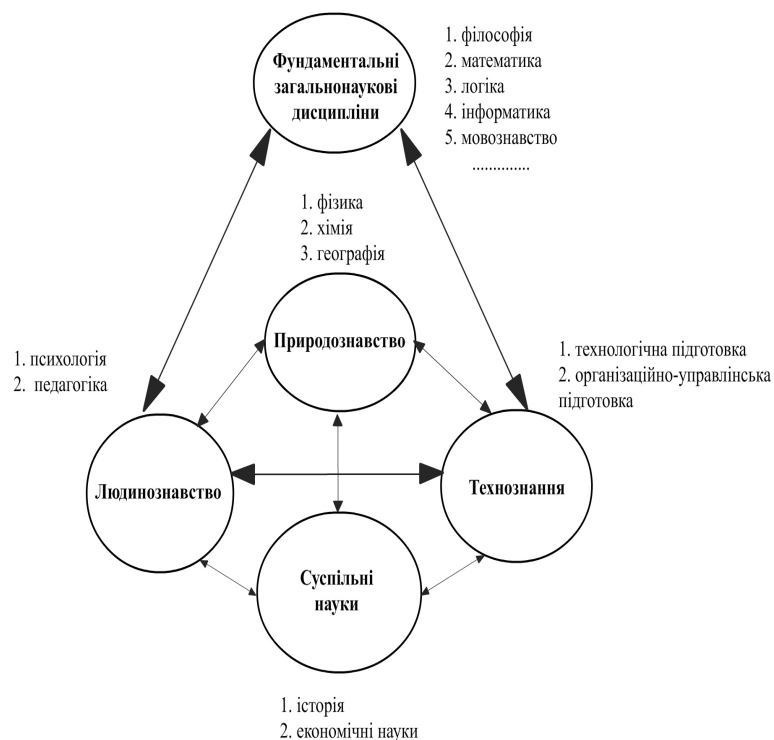 Фундаментальні
загальнонаукові
дисципліни
1. філософія
2. математика
3. логіка
4. інформатика
5. мовознавство
..............
1. фізика
2. хімія
3. географія
Природознавство
1. психологія
2. педагогіка
1. технологічна підготовка
2. організаційно-управлінська
підготовка
Людинознавство
Технознання
Суспільні
науки
1. історія
2. економічні науки